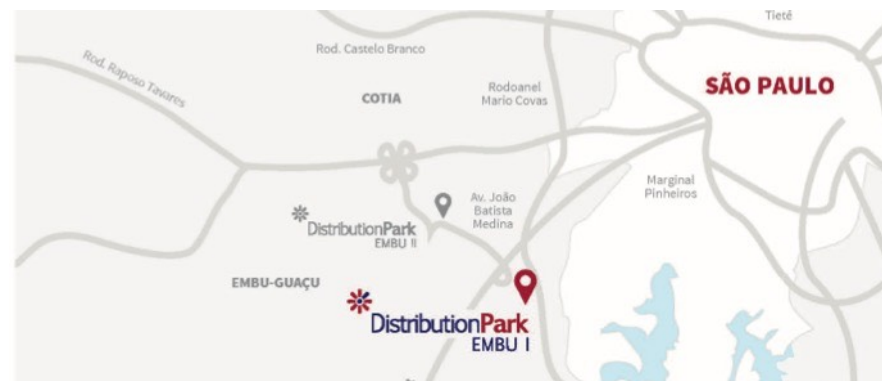 Tietê
Rod. Castelo Branco
Rod. Raposo Tavares
SÃO PAULO
Rodoanel
Mario Covas
COTIA
Marginal
Pinheiros
Av. João
Batista
Medina
DistributionPark
EMBU II
EMBU-GUAÇU
DistributionPark
EMBU I